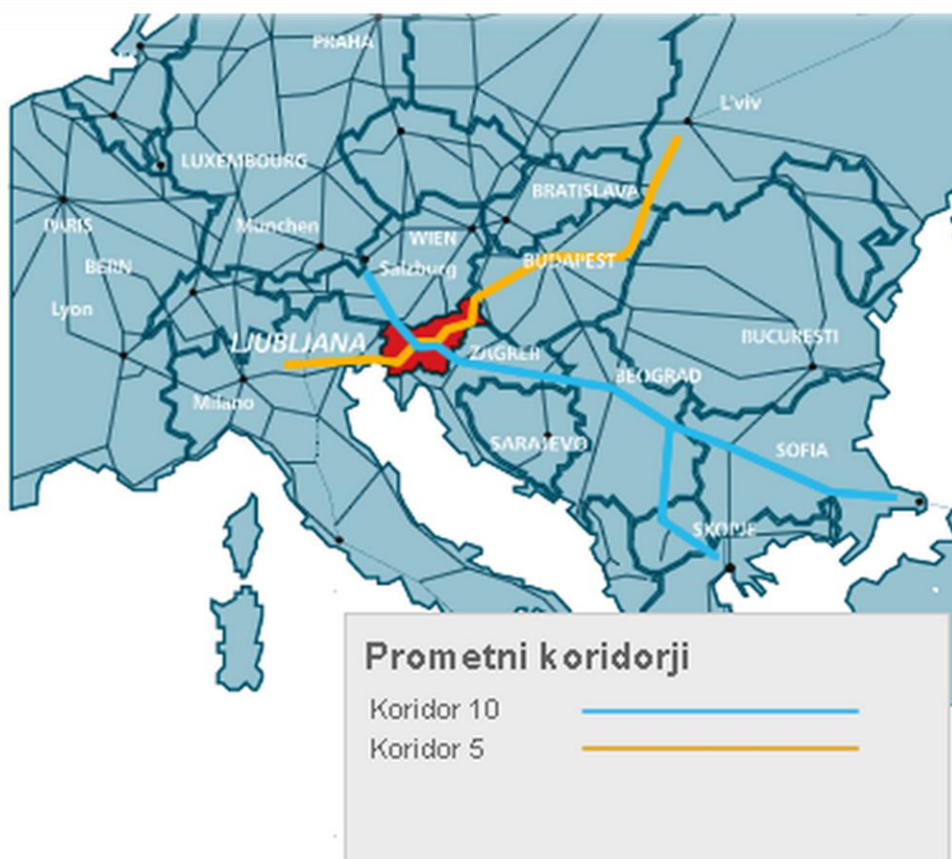 PRAHA
L'viv
LUXEMBOURG
BRATISLAVA
PARIS
München
WIEN
BERN
Salzburg
BUDAPEST
Lyon
LJUBLJANA
ZAGREB
BUCURESTI
BEOGRAD
Milano
SARAJEVO
SOFIA
SKOPJE
Prometni koridorji
Koridor 10
Koridor 5